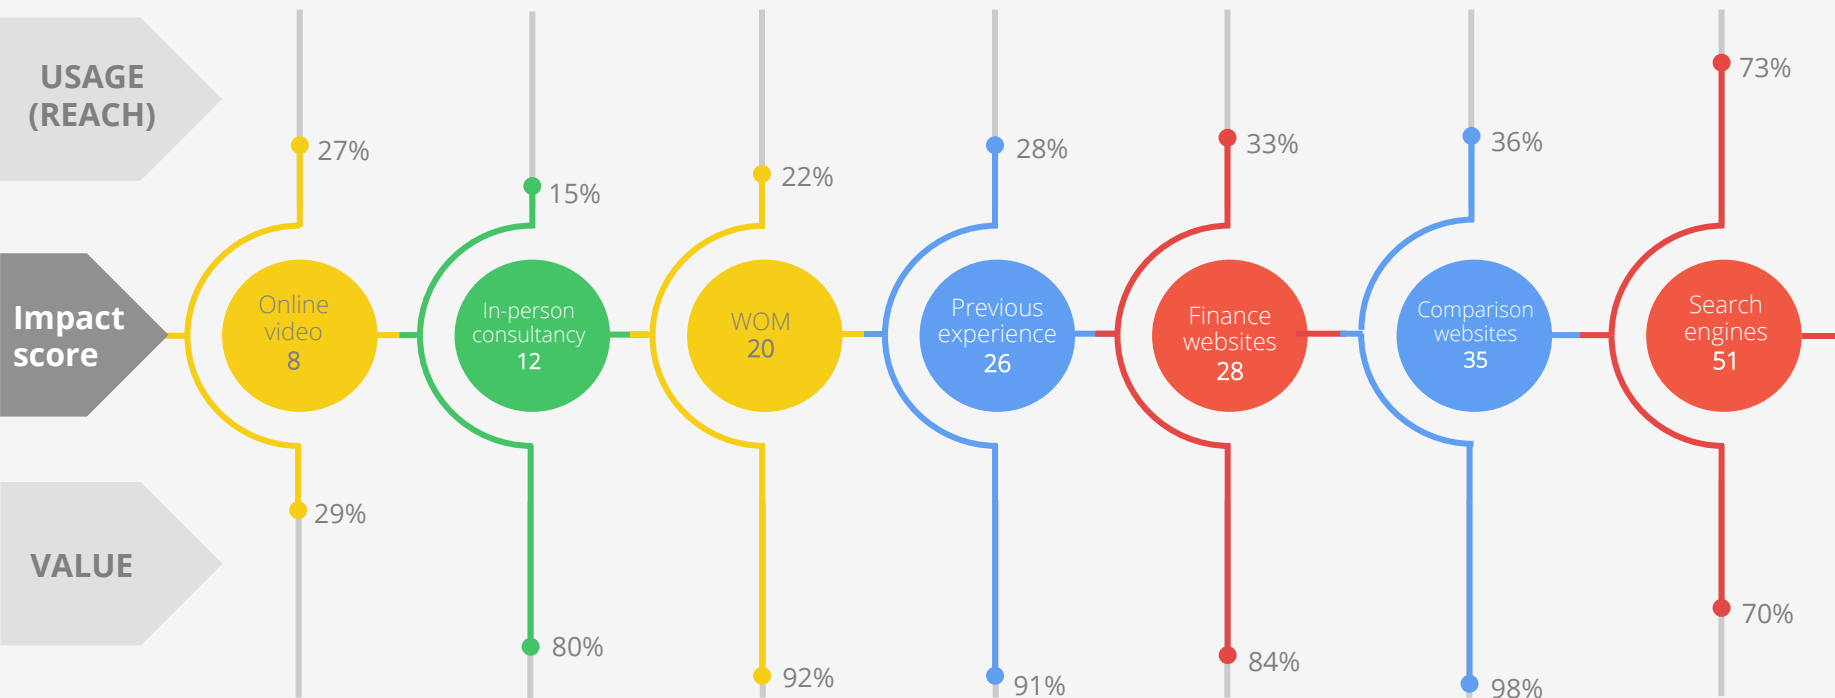 USAGE
(REACH)
27%
15%
22%
28%
33%
36%
73%
Impact
score
Online
video
8
In-person
consultancy
12
WOM
20
Previous
experience
26
Finance
websites
28
Comparison
websites
35
Search
engines
51
VALUE
29%
80%
92%
91%
84%
98%
70%